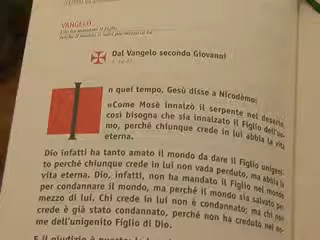 VANGELO
Dal Vangelo secondo Giovanni
In quel tempo, Gesù disse a Nicodèmo:
«Come Mosè innalzò il serpente nel deserto,
così bisogna che sia innalzato il Figlio dell'uo-
mo, perché chiunque crede in lui abbia la vita
eterna.
Dio infatti ha tanto amato il mondo da dare il Figlio unigeni-
to perché chiunque crede in lui non vada perduto, ma abbia la
vita eterna. Dio, infatti, non ha mandato il Figlio nel mondo
per condannare il mondo, ma perché il mondo sia salvato per
mezzo di lui. Chi crede in lui non è condannato; ma chi non
crede è già stato condannato, perché non ha creduto nel no-
me dell'unigenito Figlio di Dio.
E il giudizio è questo: